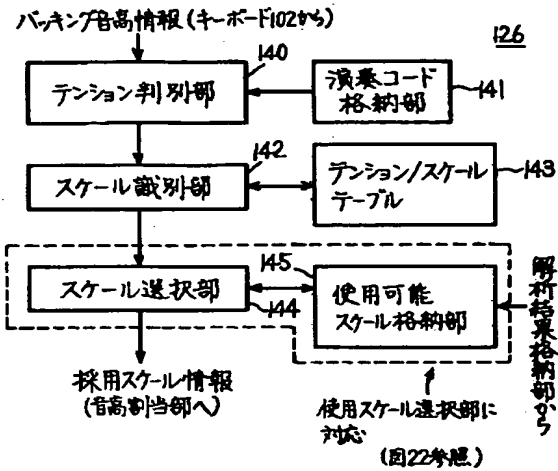 バッキング音高情報(キーボード102から)
126
140
テンション判別部
演奏コード
格納部
141
142
スケール識別部
テンション/スケール
テーブル
143
145
スケール選択部
144
使用可能
スケール格納部
解析結果格納部から
採用スケール情報
(音高割当部へ)
使用スケール選択部に
対応
(図22参照)